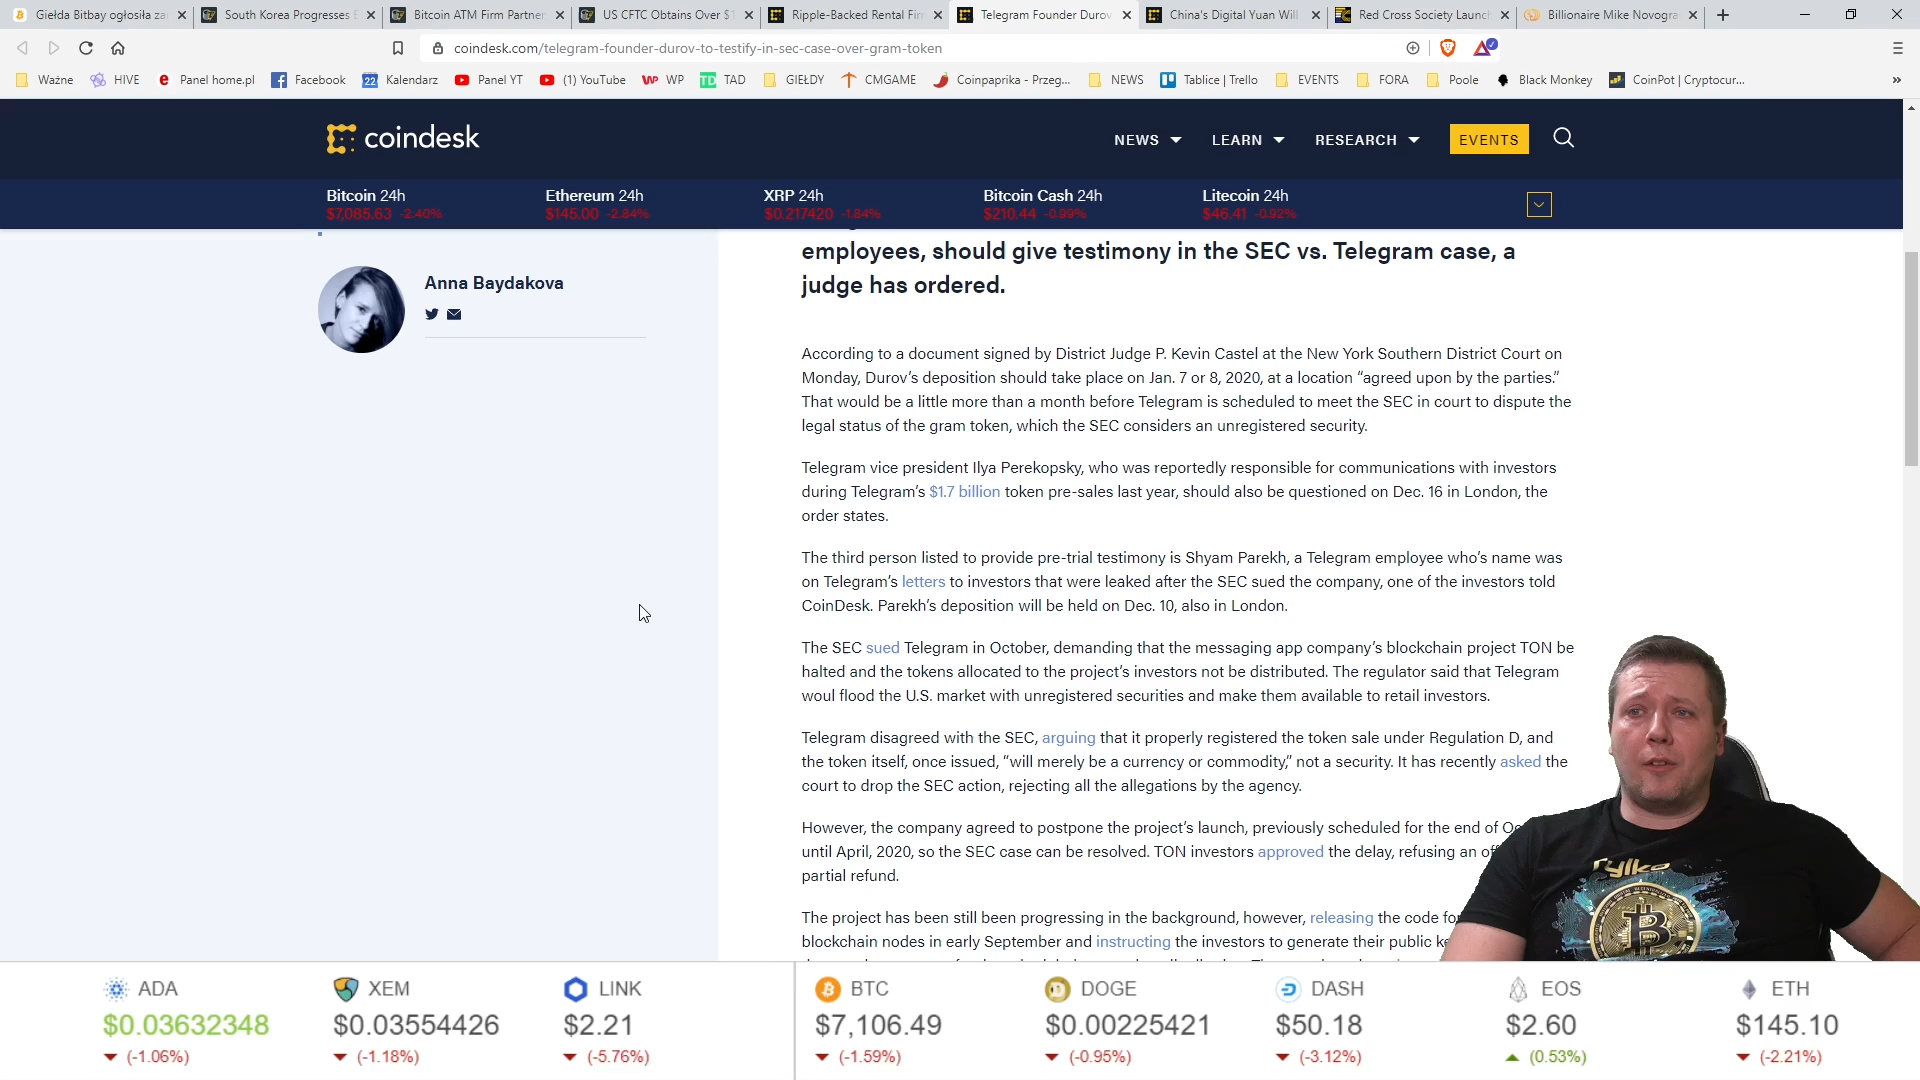 Giełda Bitbay ogłosiła za
South Korea Progresses
Bitcoin ATM Firm Partner
US CFTC Obtains Over $1
Ripple-Backed Rental Fir
Telegram Founder Durov
China's Digital Yuan Will
Red Cross Society Launc
Billionaire Mike Novogra
coindesk.com/telegram-founder-durov-to-testify-in-sec-case-over-gram-token
Ważne
HIVE
Panel home.pl
Facebook
22 Kalendarz
Panel YT
(1) YouTube
WP
TD TAD
GIEŁDY
CMGAME
Coinpaprika - Przeg...
NEWS
Tablice | Trello
EVENTS
FORA
Poole
Black Monkey
CoinPot | Cryptocur...
coindesk
NEWS LEARN RESEARCH EVENTS
Bitcoin 24h Ethereum 24h XRP 24h Bitcoin Cash 24h Litecoin 24h
$7,085.63 -2.40% $145.00 -2.84% $0.217420 -1.84% $210.44 -0.99% $46.41 -0.92%
employees, should give testimony in the SEC vs. Telegram case, a
judge has ordered.
Anna Baydakova
According to a document signed by District Judge P. Kevin Castel at the New York Southern District Court on
Monday, Durov's deposition should take place on Jan. 7 or 8, 2020, at a location “agreed upon by the parties.”
That would be a little more than a month before Telegram is scheduled to meet the SEC in court to dispute the
legal status of the gram token, which the SEC considers an unregistered security.
Telegram vice president Ilya Perekopsky, who was reportedly responsible for communications with investors
during Telegram's $1.7 billion token pre-sales last year, should also be questioned on Dec. 16 in London, the
order states.
The third person listed to provide pre-trial testimony is Shyam Parekh, a Telegram employee who's name was
on Telegram's letters to investors that were leaked after the SEC sued the company, one of the investors told
CoinDesk. Parekh's deposition will be held on Dec. 10, also in London.
The SEC sued Telegram in October, demanding that the messaging app company's blockchain project TON be
halted and the tokens allocated to the project's investors not be distributed. The regulator said that Telegram
woul flood the U.S. market with unregistered securities and make them available to retail investors.
Telegram disagreed with the SEC, arguing that it properly registered the token sale under Regulation D, and
the token itself, once issued, “will merely be a currency or commodity,” not a security. It has recently asked the
court to drop the SEC action, rejecting all the allegations by the agency.
However, the company agreed to postpone the project's launch, previously scheduled for the end of Oc
until April, 2020, so the SEC case can be resolved. TON investors approved the delay, refusing an of
partial refund.
The project has been still been progressing in the background, however, releasing the code for
blockchain nodes in early September and instructing the investors to generate their public ke
Tylko
ADA XEM LINK BTC DOGE DASH EOS ETH
$0.03632348 $0.03554426 $2.21 $7,106.49 $0.00225421 $50.18 $2.60 $145.10
(-1.06%) (-1.18%) (-5.76%) (-1.59%) (-0.95%) (-3.12%) (0.53%) (-2.21%)